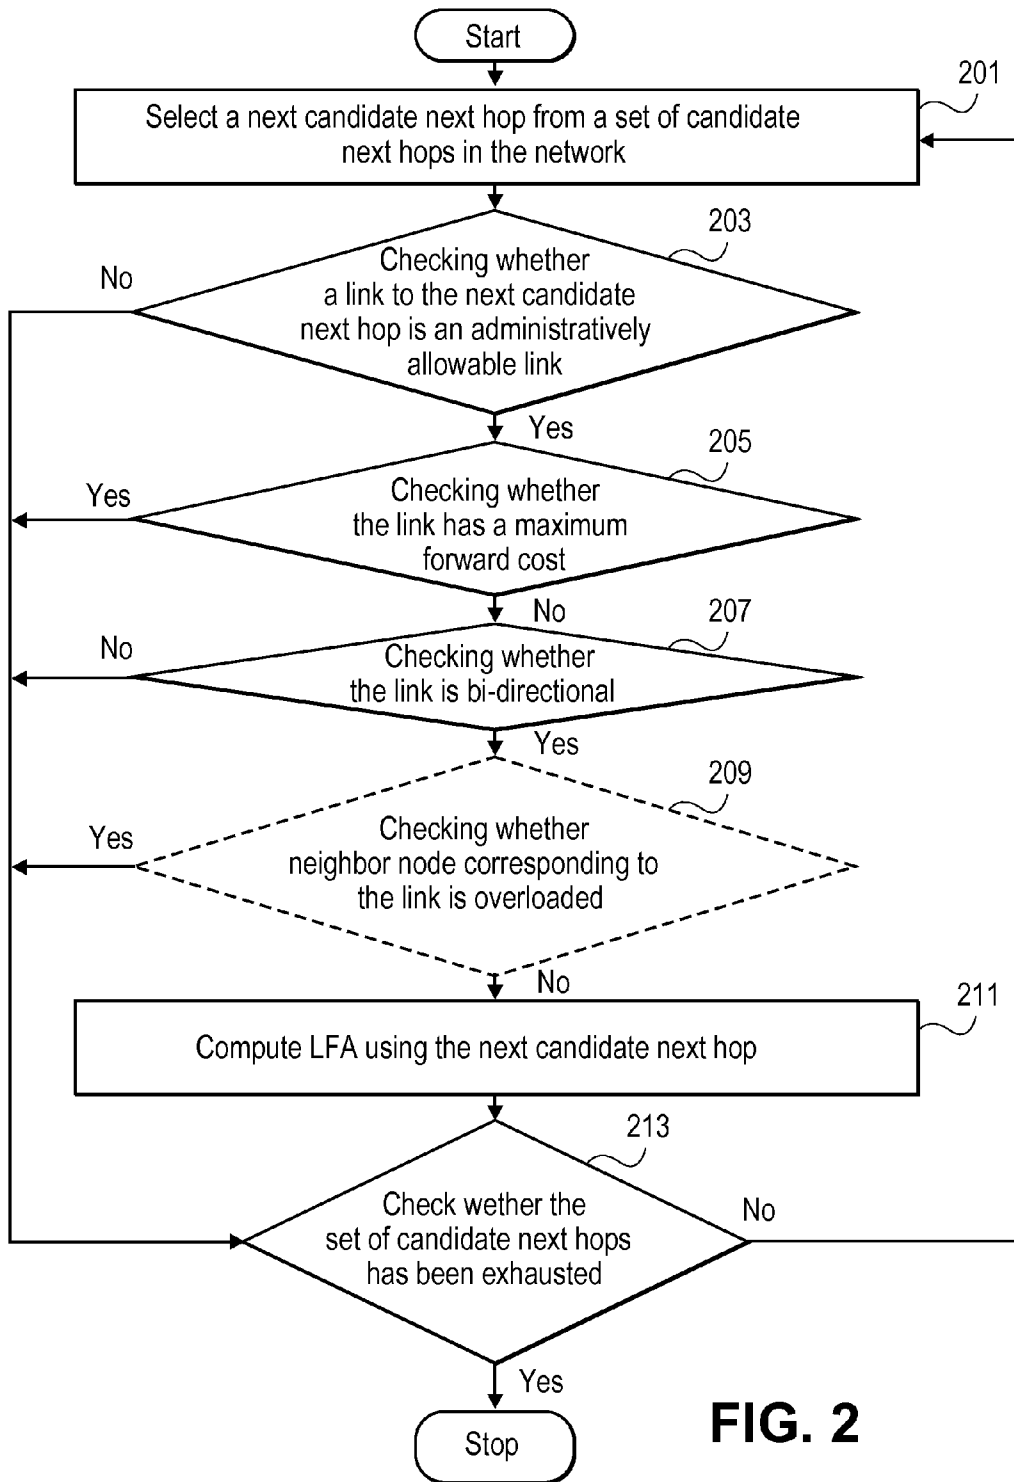 Start
201
Select a next candidate next hop from a set of candidate
next hops in the network
203
Checking whether
a link to the next candidate
next hop is an administratively
allowable link
No
Yes
205
Checking whether
the link has a maximum
forward cost
Yes
No
207
Checking whether
the link is bi-directional
No
Yes
209
Checking whether
neighbor node corresponding to
the link is overloaded
Yes
No
211
Compute LFA using the next candidate next hop
213
Check wether the
set of candidate next hops
has been exhausted
No
Yes
Stop
FIG. 2